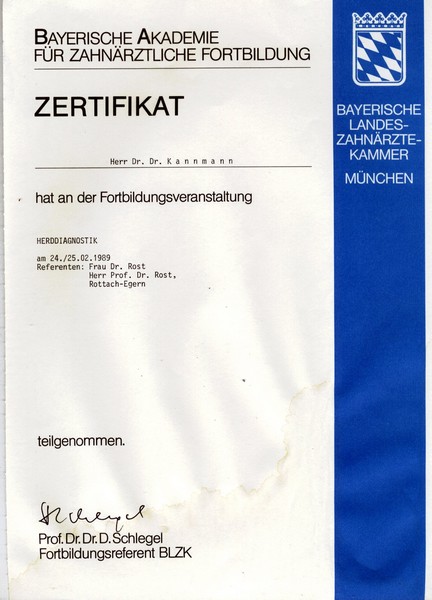 BAYERISCHE AKADEMIE
FÜR ZAHNÄRZTLICHE FORTBILDUNG
ZERTIFIKAT
Herr Dr. Dr. Kannmann
hat an der Fortbildungsveranstaltung
HERDDIAGNOSTIK
am 24./25.02.1989
Referenten: Frau Dr. Rost
Herr Prof. Dr. Rost,
Rottach-Egern
teilgenommen.
Schlegel
Prof. Dr. Dr. D. Schlegel
Fortbildungsreferent BLZK
BAYERISCHE
LANDES-
ZAHNÄRZTE-
KAMMER
MÜNCHEN